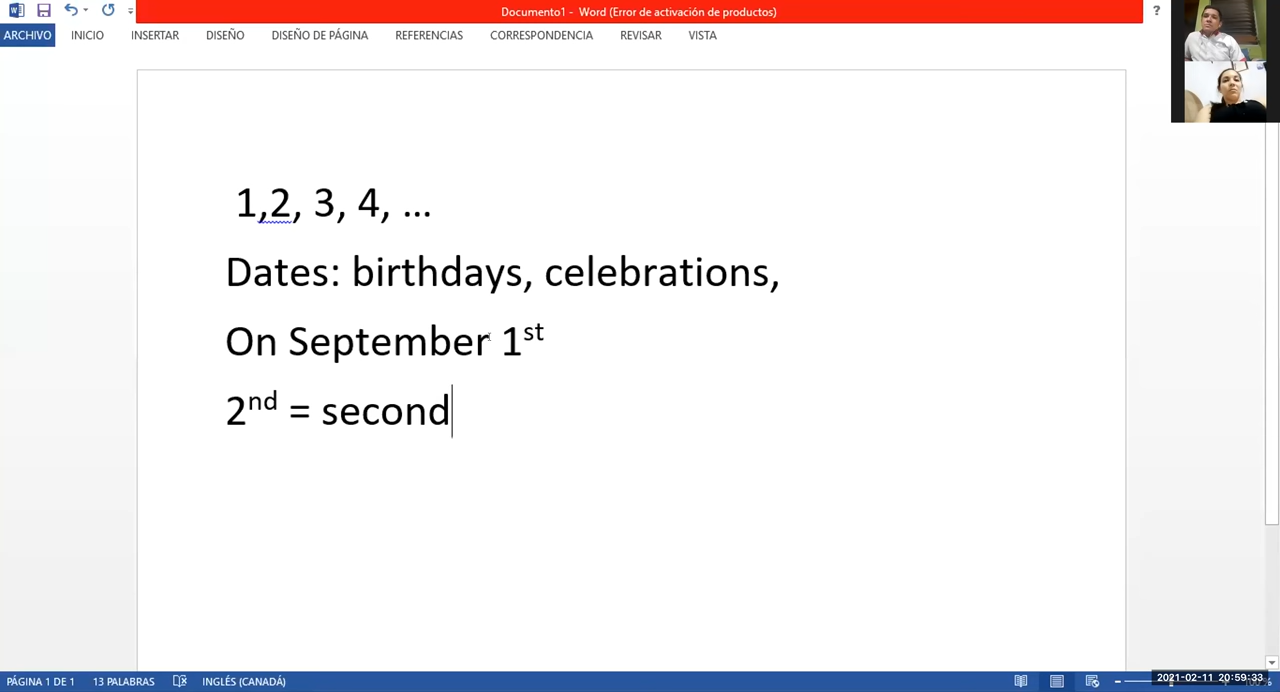 Documento1 - Word (Error de activación de productos)
?
ARCHIVO INICIO INSERTAR DISEÑO DISEÑO DE PÁGINA REFERENCIAS CORRESPONDENCIA REVISAR VISTA
1,2, 3, 4, ...
Dates: birthdays, celebrations,
On September 1st
2nd = second
PÁGINA 1 DE 1 13 PALABRAS INGLÉS (CANADÁ)
2021-02-11 20:59:33